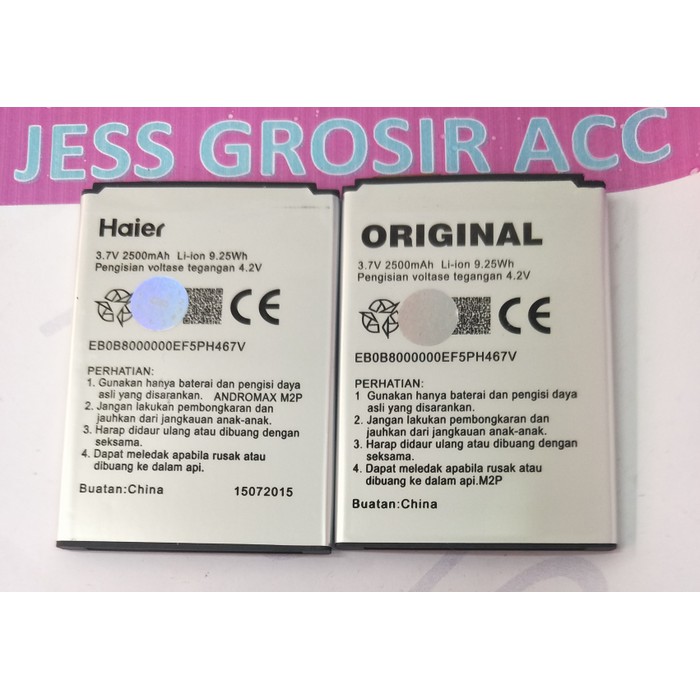 JESS GROSIR ACC
Haier
3.7V 2500mAh Li-ion 9.25Wh
Pengisian voltase tegangan 4.2V
CE
EB0B8000000EF5PH467V
PERHATIAN:
1. Gunakan hanya baterai dan pengisi daya
asli yang disarankan. ANDROMAX M2P
2. Jangan lakukan pembongkaran dan
jauhkan dari jangkauan anak-anak.
3. Harap didaur ulang atau dibuang dengan
seksama.
4. Dapat meledak apabila rusak atau
dibuang ke dalam api.
Buatan:China 15072015
ORIGINAL
3.7V 2500mAh Li-ion 9.25Wh
Pengisian voltase tegangan 4.2V
CE
EB0B8000000EF5PH467V
PERHATIAN:
1 Gunakan hanya baterai dan pengisi daya
asli yang disarankan.
2. Jangan lakukan pembongkaran dan
jauhkan dari jangkauan anak-anak.
3. Harap didaur ulang atau dibuang dengan
seksama.
4. Dapat meledak apabila rusak atau
dibuang ke dalam api.M2P
Buatan:China